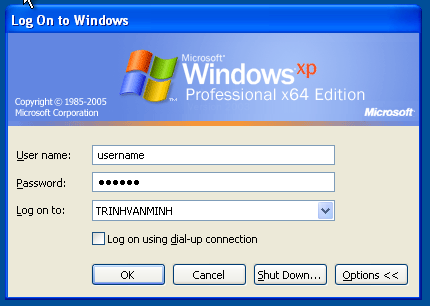 Log On to Windows
Microsoft®
Windows xp
Professional x64 Edition
Copyright © 1985-2005
Microsoft Corporation
Microsoft
User name: username
Password: ••••••
Log on to: TRINHVANMINH
Log on using dial-up connection
OK Cancel Shut Down... Options <<